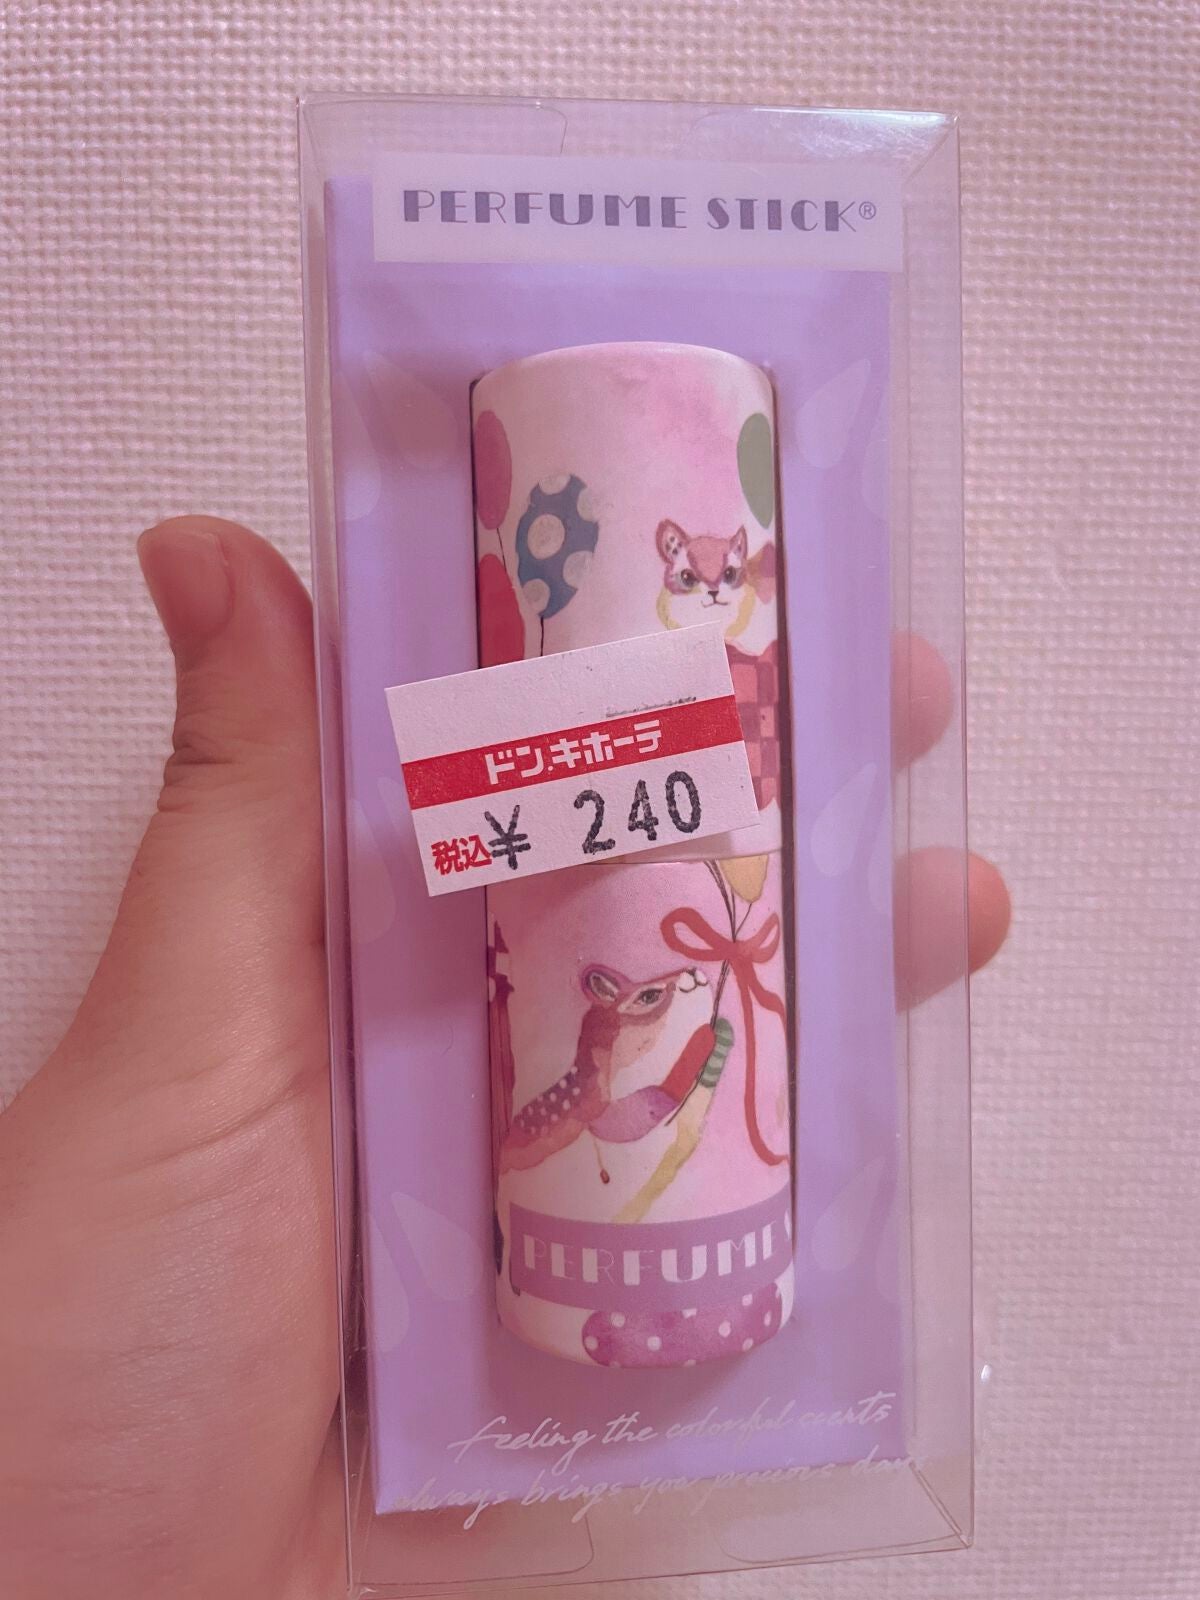 PERFUME STICK®
ドン.キホーテ
税込¥ 240
PERFUME
feeling the colorful scents
always brings you precious days